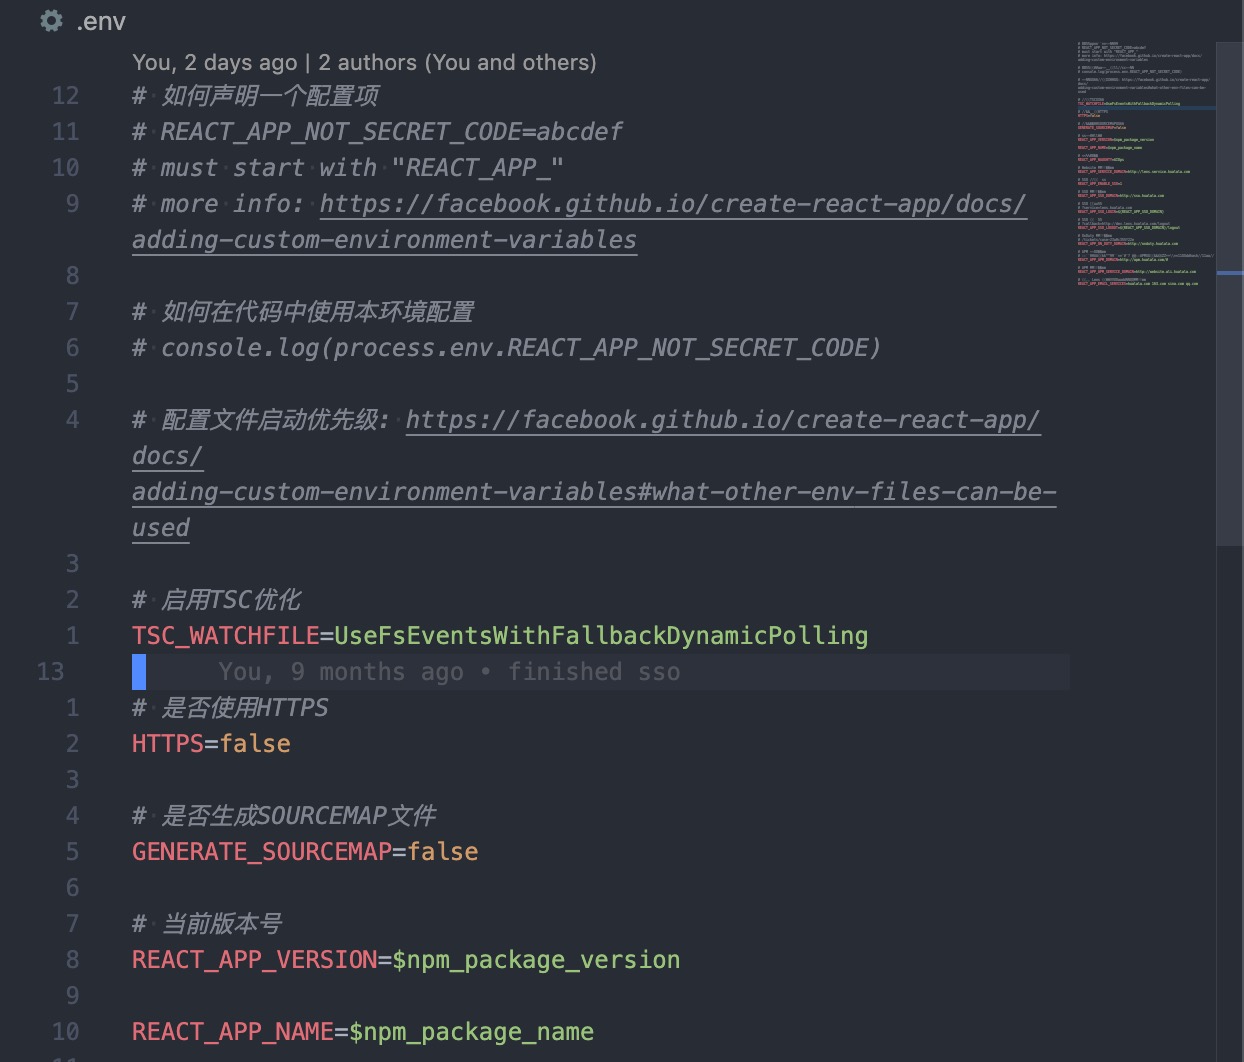 .env
You, 2 days ago | 2 authors (You and others)
12 # 如何声明一个配置项
11 # REACT_APP_NOT_SECRET_CODE=abcdef
10 # must start with "REACT_APP_"
9 # more info: https://facebook.github.io/create-react-app/docs/
adding-custom-environment-variables
8
7 # 如何在代码中使用本环境配置
6 # console.log(process.env.REACT_APP_NOT_SECRET_CODE)
5
4 # 配置文件启动优先级: https://facebook.github.io/create-react-app/
docs/
adding-custom-environment-variables#what-other-env-files-can-be-
used
3
2 # 启用TSC优化
1 TSC_WATCHFILE=UseFsEventsWithFallbackDynamicPolling
13 You, 9 months ago • finished sso
1 # 是否使用HTTPS
2 HTTPS=false
3
4 # 是否生成SOURCEMAP文件
5 GENERATE_SOURCEMAP=false
6
7 # 当前版本号
8 REACT_APP_VERSION=$npm_package_version
9
10 REACT_APP_NAME=$npm_package_name